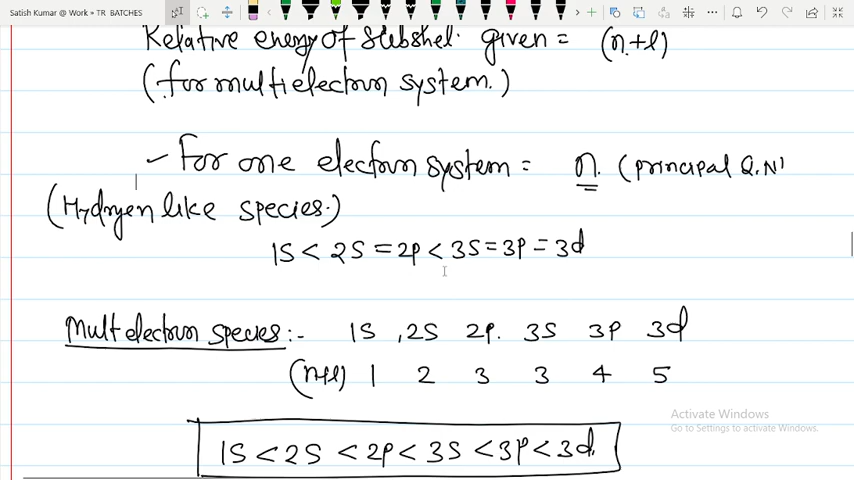 Satish Kumar @ Work » TR BATCHES
Relative energy of Subshel. given = (n+l)
(for multielectron system.)
For one electron system = n. (principal Q.N)
(Hydrogen like species.)
1S < 2S = 2P < 3S = 3P = 3d
Multelectron species:- 1S ,2S 2p. 3S 3P 3d
(n+l) 1 2 3 3 4 5
Activate Windows
Go to Settings to activate Windows.
1S < 2S < 2P < 3S < 3P < 3d.